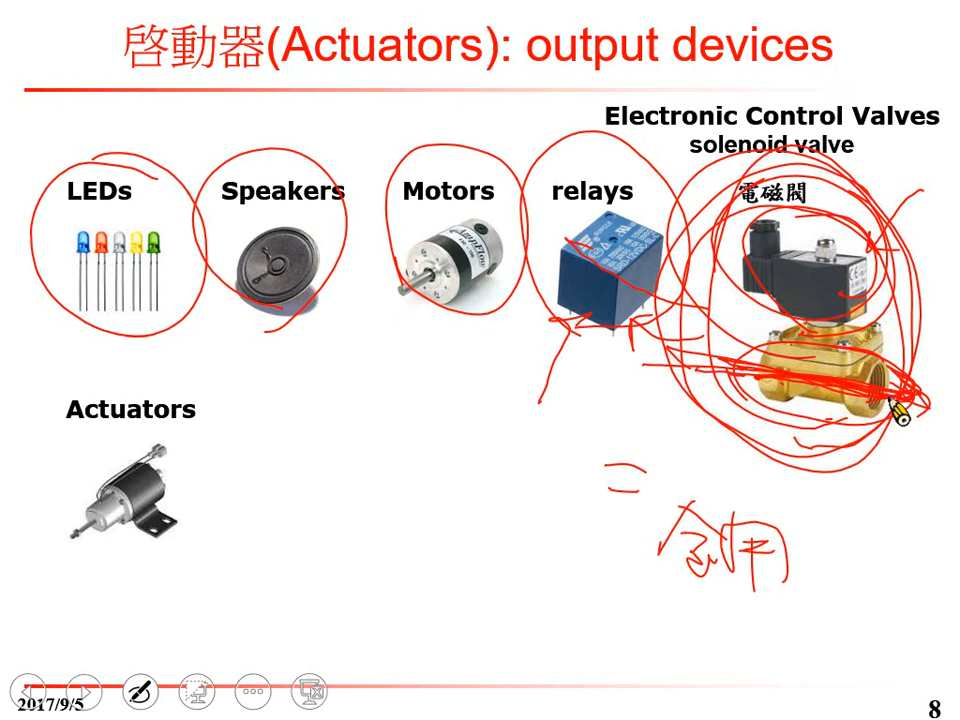 啓動器(Actuators): output devices
Electronic Control Valves
solenoid valve
LEDs
Speakers
Motors
relays
電磁閥
AmpFlow
Actuators
2017/9/5
8